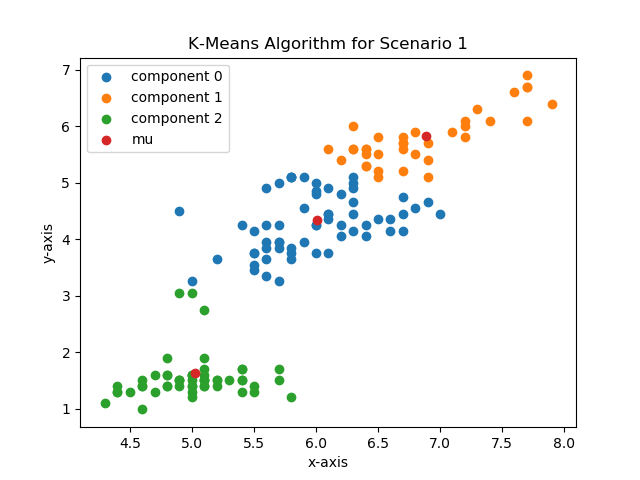 K-Means Algorithm for Scenario 1
component 0
component 1
component 2
mu
y-axis
7
6
5
4
3
2
1
4.5 5.0 5.5 6.0 6.5 7.0 7.5 8.0
x-axis